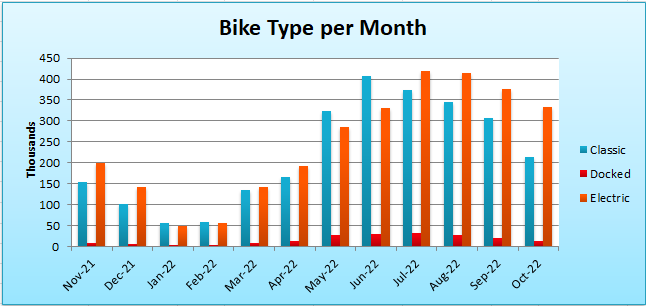 Bike Type per Month
Thousands
450
400
350
300
250
200
150
100
50
0
Nov-21
Dec-21
Jan-22
Feb-22
Mar-22
Apr-22
May-22
Jun-22
Jul-22
Aug-22
Sep-22
Oct-22
Classic
Docked
Electric